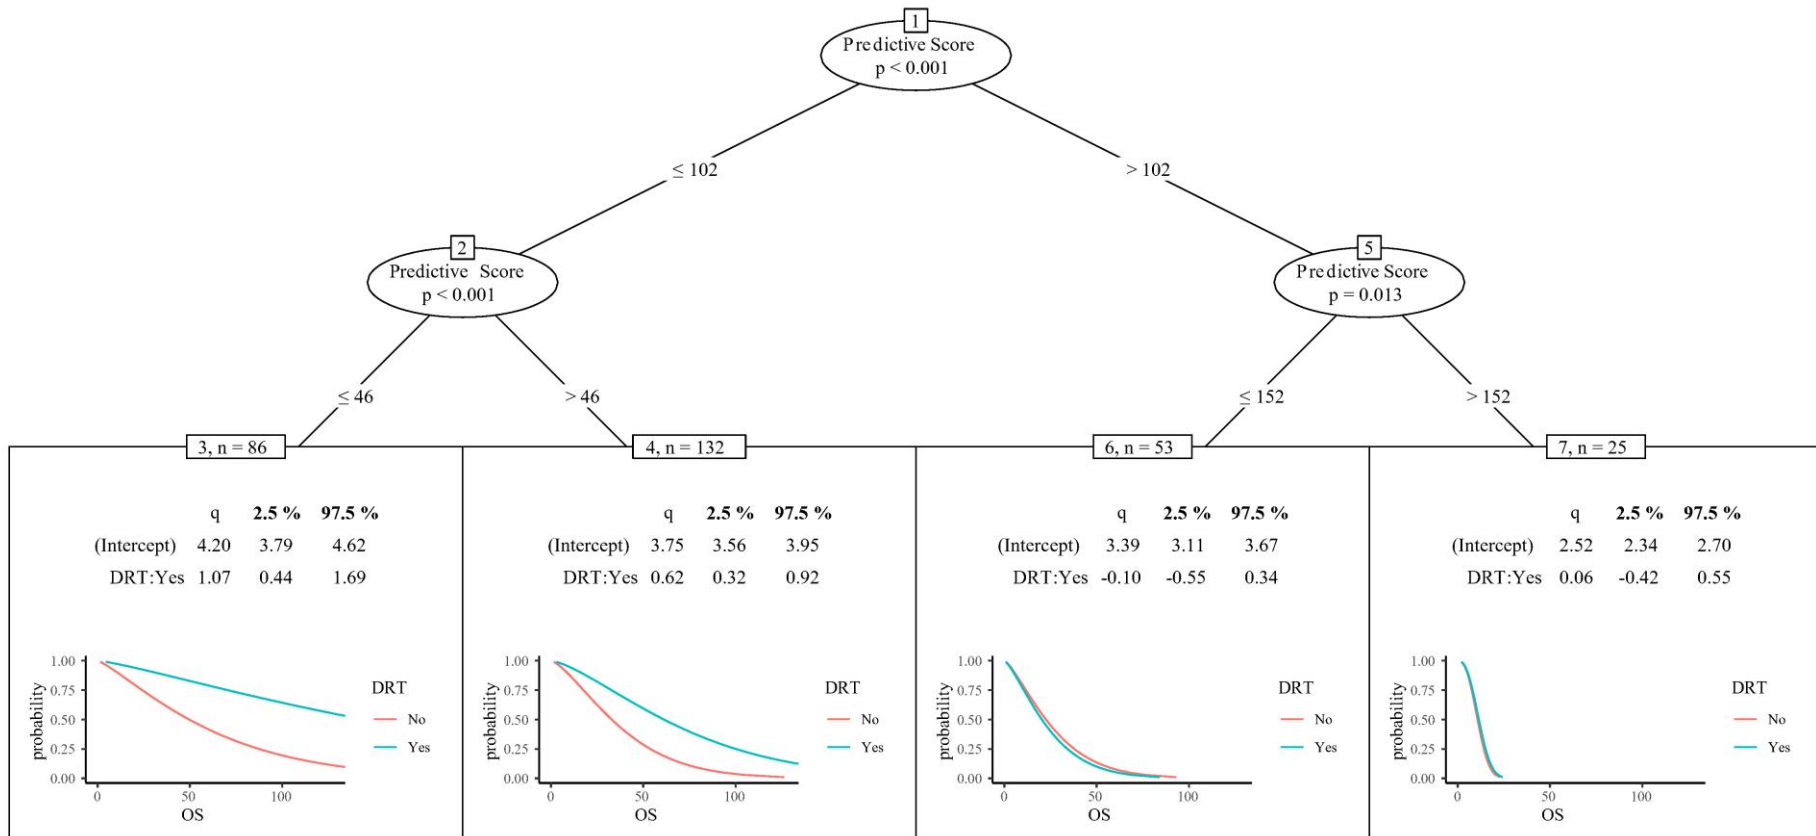 1
Predictive Score
p < 0.001
≤ 102
> 102
2
Predictive Score
p < 0.001
5
Predictive Score
p = 0.013
≤ 46
> 46
≤ 152
> 152
3, n = 86
q 2.5 % 97.5 %
(Intercept) 4.20 3.79 4.62
DRT:Yes 1.07 0.44 1.69
probability
1.00
0.75
0.50
0.25
0.00
0 50 100
OS
DRT
No
Yes
4, n = 132
q 2.5 % 97.5 %
(Intercept) 3.75 3.56 3.95
DRT:Yes 0.62 0.32 0.92
probability
1.00
0.75
0.50
0.25
0.00
0 50 100
OS
DRT
No
Yes
6, n = 53
q 2.5 % 97.5 %
(Intercept) 3.39 3.11 3.67
DRT:Yes -0.10 -0.55 0.34
probability
1.00
0.75
0.50
0.25
0.00
0 50 100
OS
DRT
No
Yes
7, n = 25
q 2.5 % 97.5 %
(Intercept) 2.52 2.34 2.70
DRT:Yes 0.06 -0.42 0.55
probability
1.00
0.75
0.50
0.25
0.00
0 50 100
OS
DRT
No
Yes